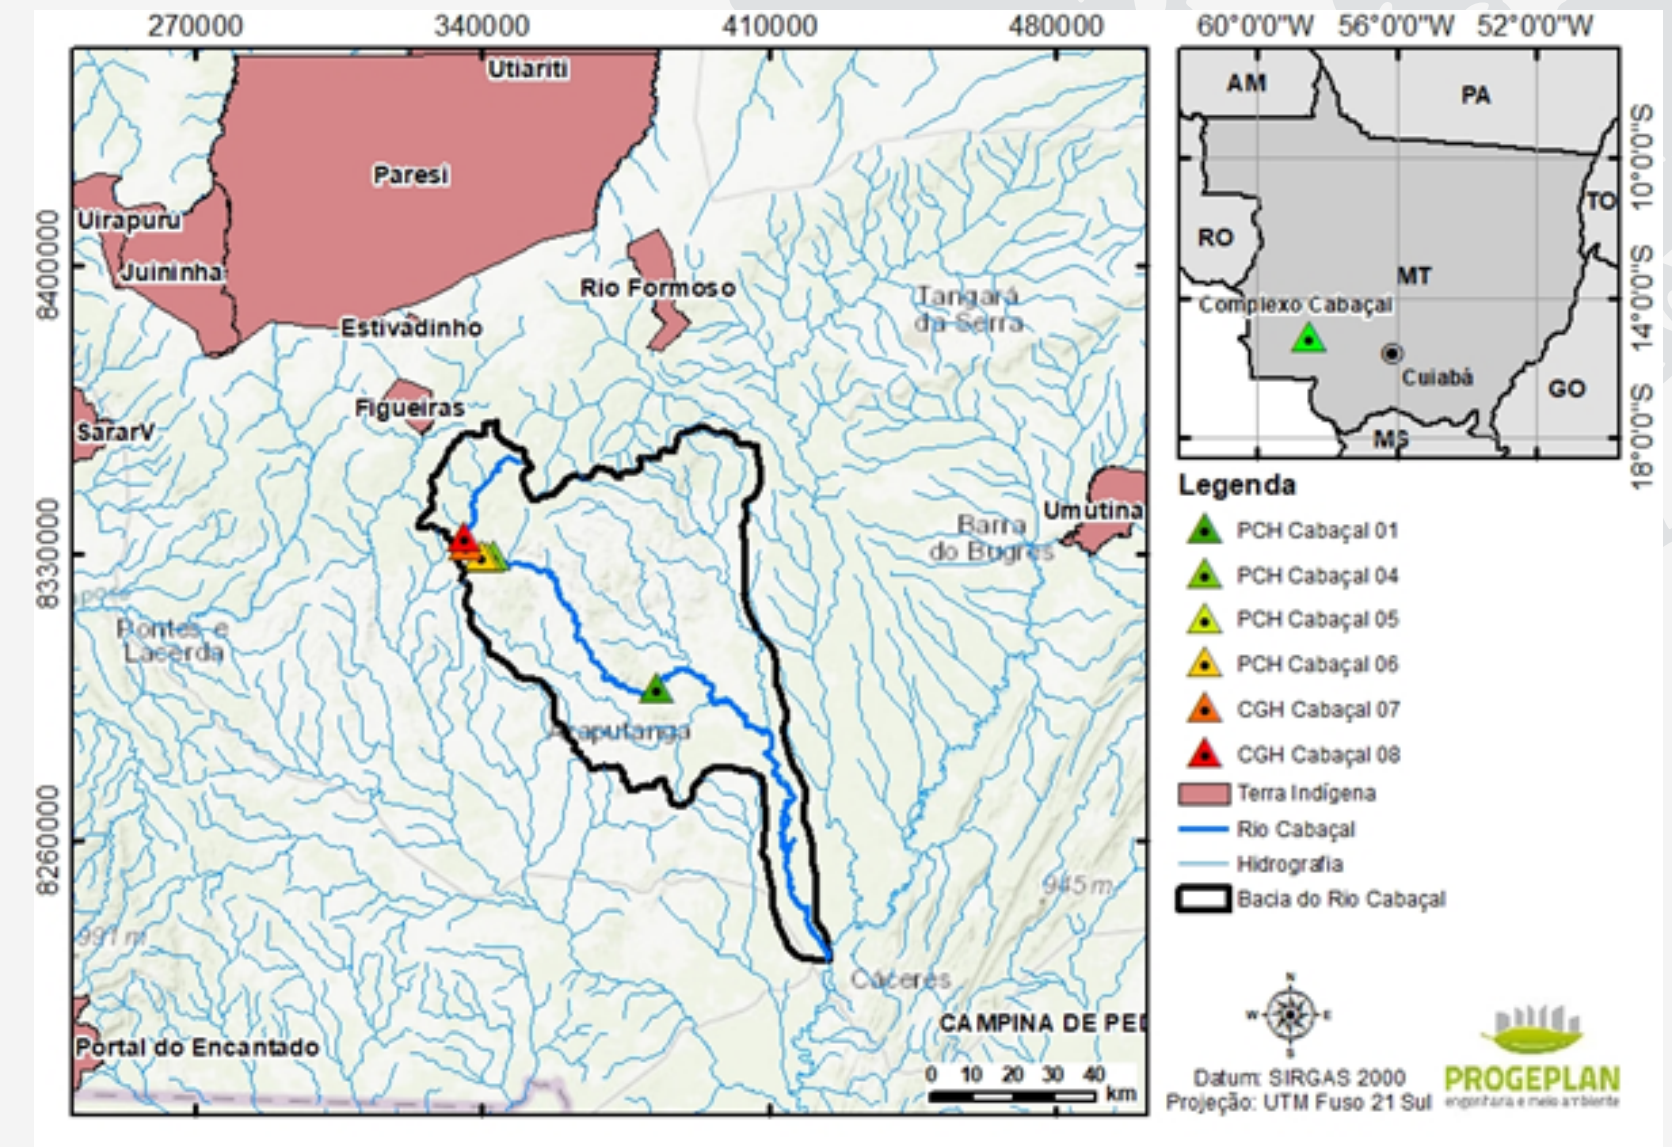 270000 340000 410000 480000
8400000
8330000
8260000
Utiariti
Paresí
Uirapuru
Juininha
Rio Formoso
Estivadinho
Figueiras
SararV
Tangará
da Serra
Umutina
Barra
do Bugres
Pontes e
Lacerda
Araputanga
945 m
991 m
Cáceres
CAMPINA DE PED
Portal do Encantado
0 10 20 30 40
km
60°0'0"W 56°0'0"W 52°0'0"W
10°0'0"S
14°0'0"S
18°0'0"S
AM
PA
TO
RO
MT
Complexo Cabaçal
Cuiabá
GO
MS
Legenda
PCH Cabaçal 01
PCH Cabaçal 04
PCH Cabaçal 05
PCH Cabaçal 06
CGH Cabaçal 07
CGH Cabaçal 08
Terra Indígena
Rio Cabaçal
Hidrografia
Bacia do Rio Cabaçal
N
W E
S
Datum: SIRGAS 2000
Projeção: UTM Fuso 21 Sul
PROGEPLAN
engenharia e meio ambiente